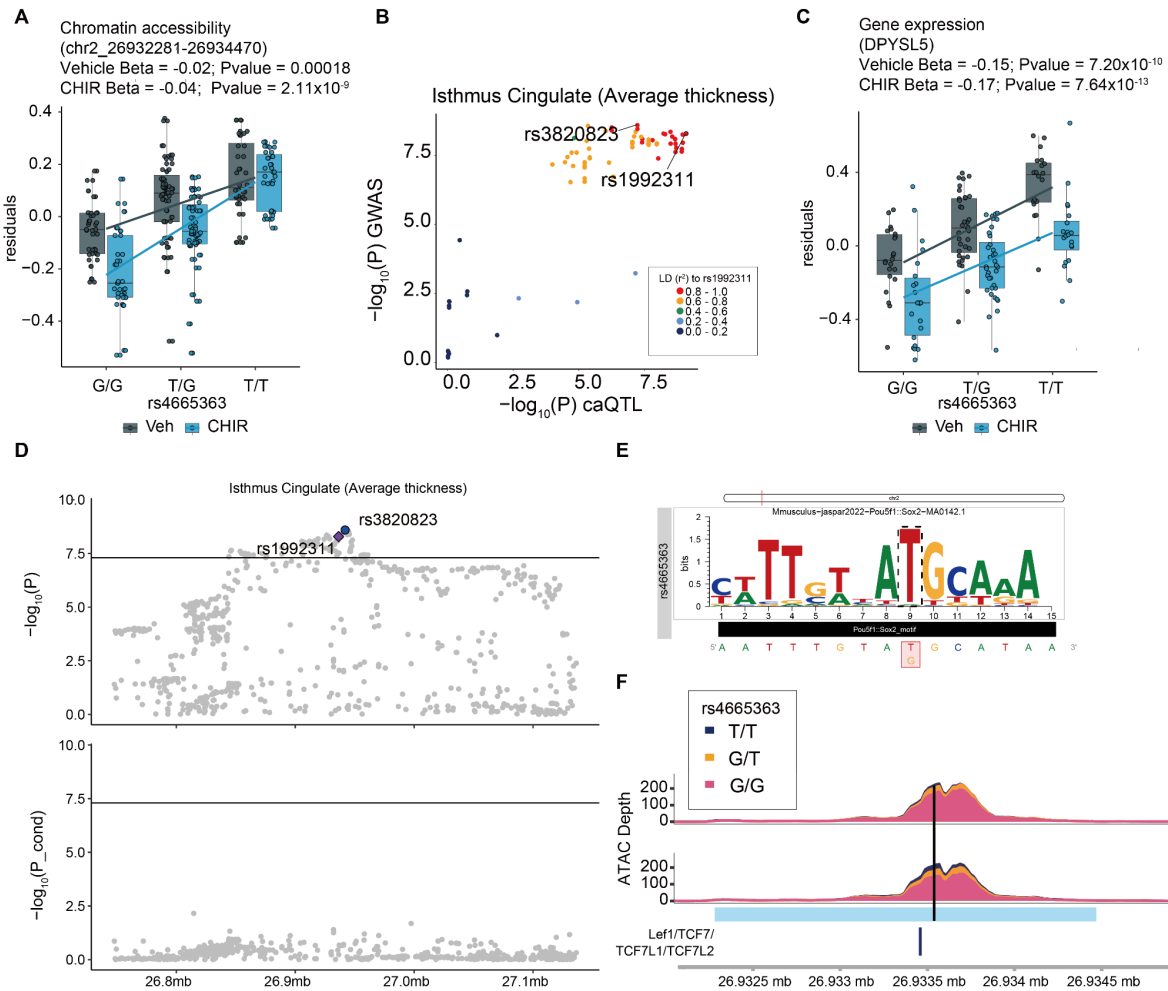 A
Chromatin accessibility
(chr2_26932281-26934470)
Vehicle Beta = -0.02; Pvalue = 0.00018
CHIR Beta = -0.04; Pvalue = 2.11x10-9
residuals
0.4
0.2
0.0
−0.2
−0.4
G/G T/G T/T
rs4665363
Veh CHIR
B
Isthmus Cingulate (Average thickness)
−log10(P) GWAS
7.5
5.0
2.5
0.0
rs3820823
rs1992311
LD (r2) to rs1992311
0.8 - 1.0
0.6 - 0.8
0.4 - 0.6
0.2 - 0.4
0.0 - 0.2
0.0 2.5 5.0 7.5
−log10(P) caQTL
C
Gene expression
(DPYSL5)
Vehicle Beta = -0.15; Pvalue = 7.20x10-10
CHIR Beta = -0.17; Pvalue = 7.64x10-13
residuals
0.4
0.0
−0.4
G/G T/G T/T
rs4665363
Veh CHIR
D
Isthmus Cingulate (Average thickness)
−log10(P)
10.0
7.5
5.0
2.5
0.0
rs3820823
rs1992311
−log10(P_cond)
10.0
7.5
5.0
2.5
0.0
26.8mb 26.9mb 27.0mb 27.1mb
E
chr2
rs4665363
Mmusculus−jaspar2022−Pou5f1::Sox2−MA0142.1
bits
2
1.5
1
0.5
0
1 2 3 4 5 6 7 8 9 10 11 12 13 14 15
Pou5f1::Sox2_motif
5' A A T T T G T A T G C A T A A 3'
G
F
rs4665363
T/T
G/T
G/G
ATAC Depth
200
100
0
200
100
0
Lef1/TCF7/
TCF7L1/TCF7L2
26.9325 mb 26.933 mb 26.9335 mb 26.934 mb 26.9345 mb